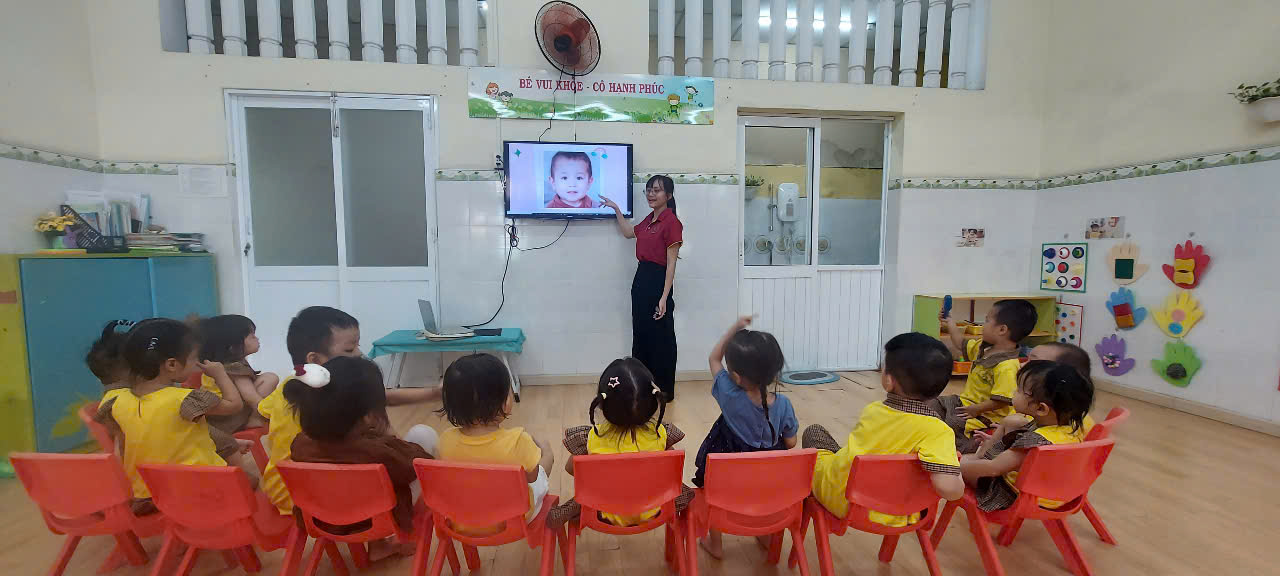 BÉ VUI KHỎE - CÔ HẠNH PHÚC